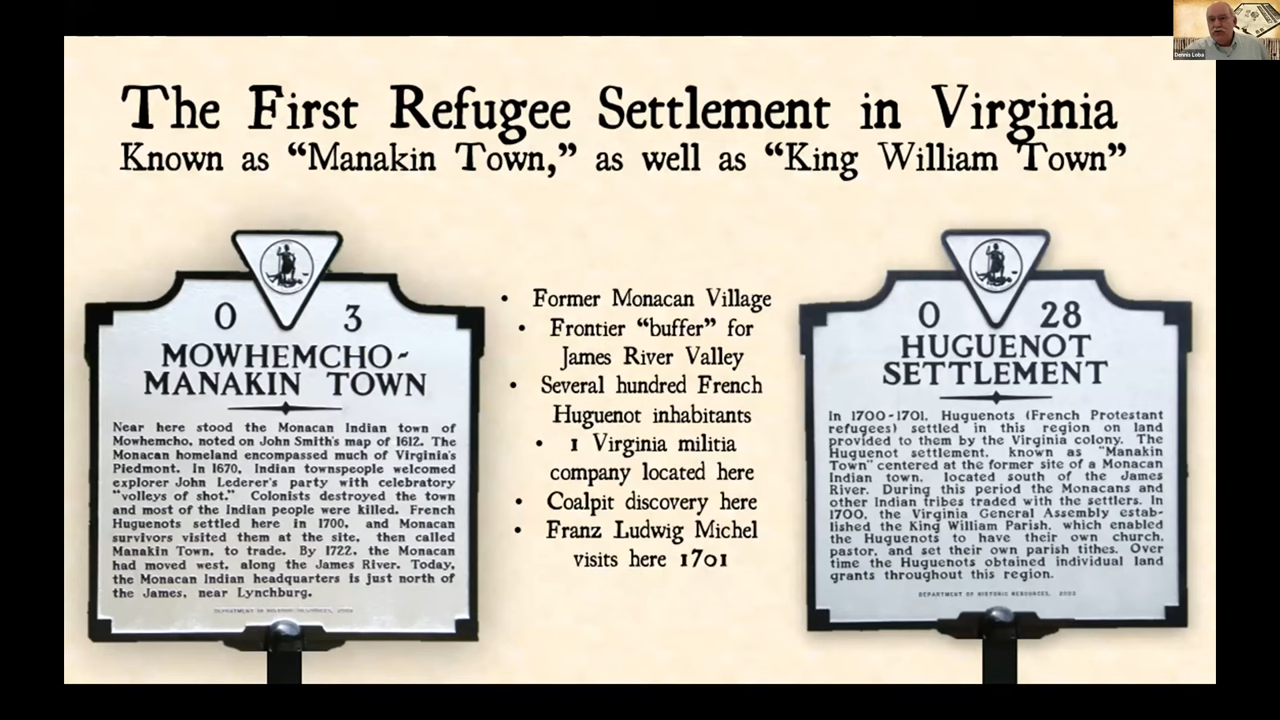 The First Refugee Settlement in Virginia
Known as “Manakin Town,” as well as “King William Town”
O 3
MOWHEMCHO-
MANAKIN TOWN
Near here stood the Monacan Indian town of
Mowhemcho, noted on John Smith's map of 1612. The
Monacan homeland encompassed much of Virginia's
Piedmont. In 1670, Indian townspeople welcomed
explorer John Lederer's party with celebratory
“volleys of shot.” Colonists destroyed the town
and most of the Indian people were killed. French
Huguenots settled here in 1700, and Monacan
survivors visited them at the site, then called
Manakin Town, to trade. By 1722, the Monacan
had moved west, along the James River. Today,
the Monacan Indian headquarters is just north of
the James, near Lynchburg.
DEPARTMENT OF HISTORIC RESOURCES, 2003
• Former Monacan Village
• Frontier “buffer” for
James River Valley
• Several hundred French
Huguenot inhabitants
• 1 Virginia militia
company located here
• Coalpit discovery here
• Franz Ludwig Michel
visits here 1701
O 28
HUGUENOT
SETTLEMENT
In 1700-1701, Huguenots (French Protestant
refugees) settled in this region on land
provided to them by the Virginia colony. The
Huguenot settlement, known as “Manakin
Town” centered at the former site of a Monacan
Indian town, located south of the James
River. During this period the Monacans and
other Indian tribes traded with the settlers. In
1700, the Virginia General Assembly estab-
lished the King William Parish, which enabled
the Huguenots to have their own church,
pastor, and set their own parish tithes. Over
time the Huguenots obtained individual land
grants throughout this region.
DEPARTMENT OF HISTORIC RESOURCES, 2003
Dennis Loba